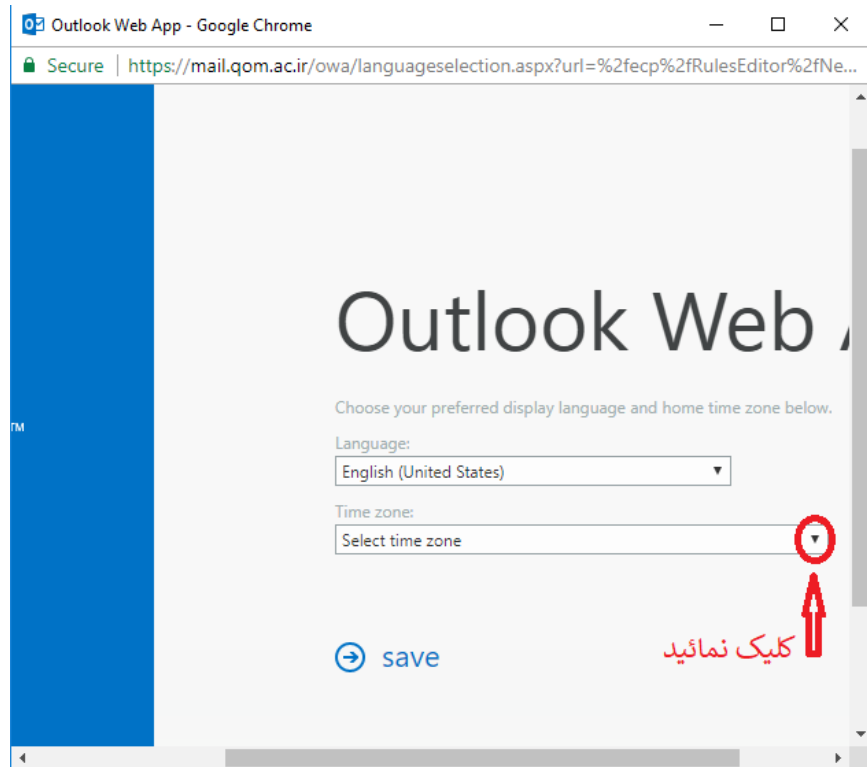 Outlook Web App - Google Chrome
Secure | https://mail.qom.ac.ir/owa/languageselection.aspx?url=%2fecp%2fRulesEditor%2fNe...
Outlook Web
TM
Choose your preferred display language and home time zone below.
Language:
English (United States)
Time zone:
Select time zone
save
کلیک نمائید